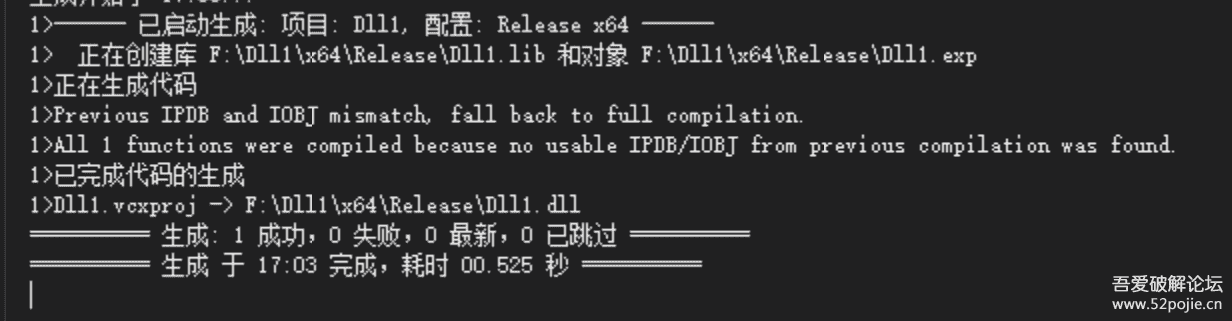 1>------ 已启动生成: 项目: Dll1, 配置: Release x64 ------
1>  正在创建库 F:\Dll1\x64\Release\Dll1.lib 和对象 F:\Dll1\x64\Release\Dll1.exp
1>正在生成代码
1>Previous IPDB and IOBJ mismatch, fall back to full compilation.
1>All 1 functions were compiled because no usable IPDB/IOBJ from previous compilation was found.
1>已完成代码的生成
1>Dll1.vcxproj -> F:\Dll1\x64\Release\Dll1.dll
========== 生成: 1 成功，0 失败，0 最新，0 已跳过 ==========
========== 生成 于 17:03 完成，耗时 00.525 秒 ==========
吾爱破解论坛
www.52pojie.cn